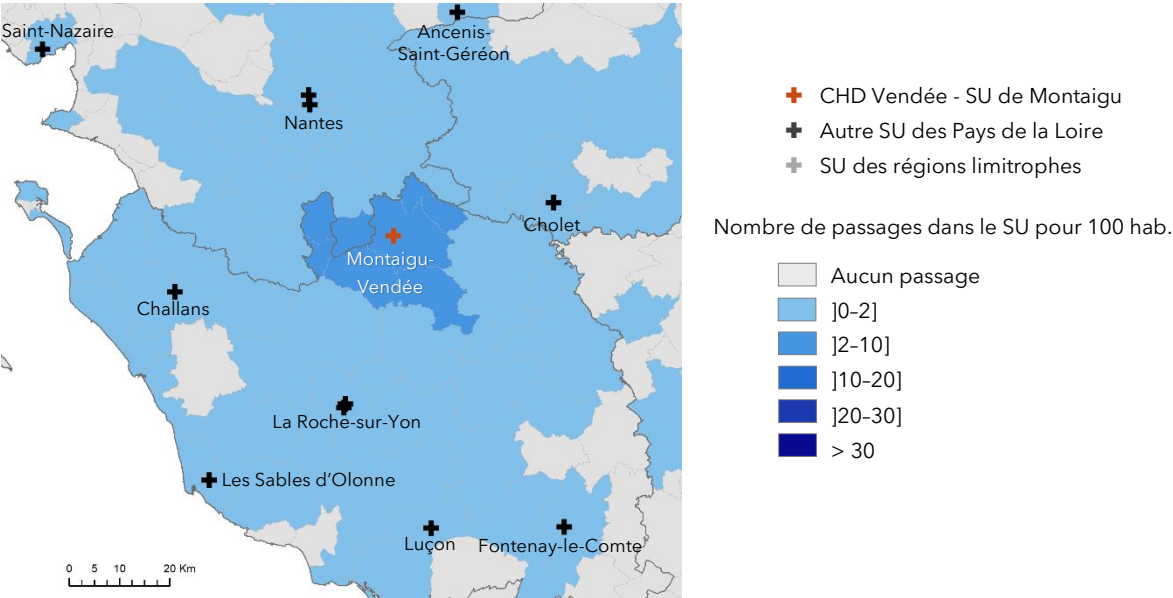 Saint-Nazaire
Ancenis-
Saint-Géréon
Nantes
Cholet
Montaigu-
Vendée
Challans
La Roche-sur-Yon
Les Sables d'Olonne
Luçon
Fontenay-le-Comte
0 5 10 20 Km
CHD Vendée - SU de Montaigu
Autre SU des Pays de la Loire
SU des régions limitrophes
Nombre de passages dans le SU pour 100 hab.
Aucun passage
]0–2]
]2–10]
]10–20]
]20–30]
> 30